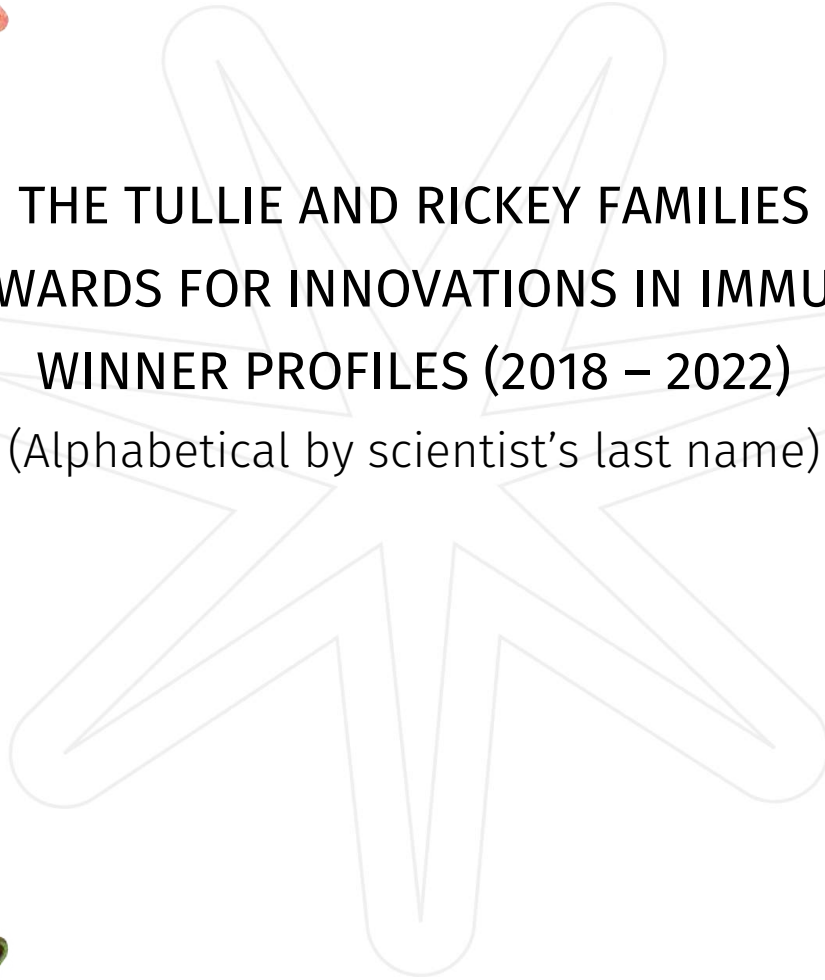 THE TULLIE AND RICKEY FAMILIES
WARDS FOR INNOVATIONS IN IMMU
WINNER PROFILES (2018 – 2022)
(Alphabetical by scientist’s last name)